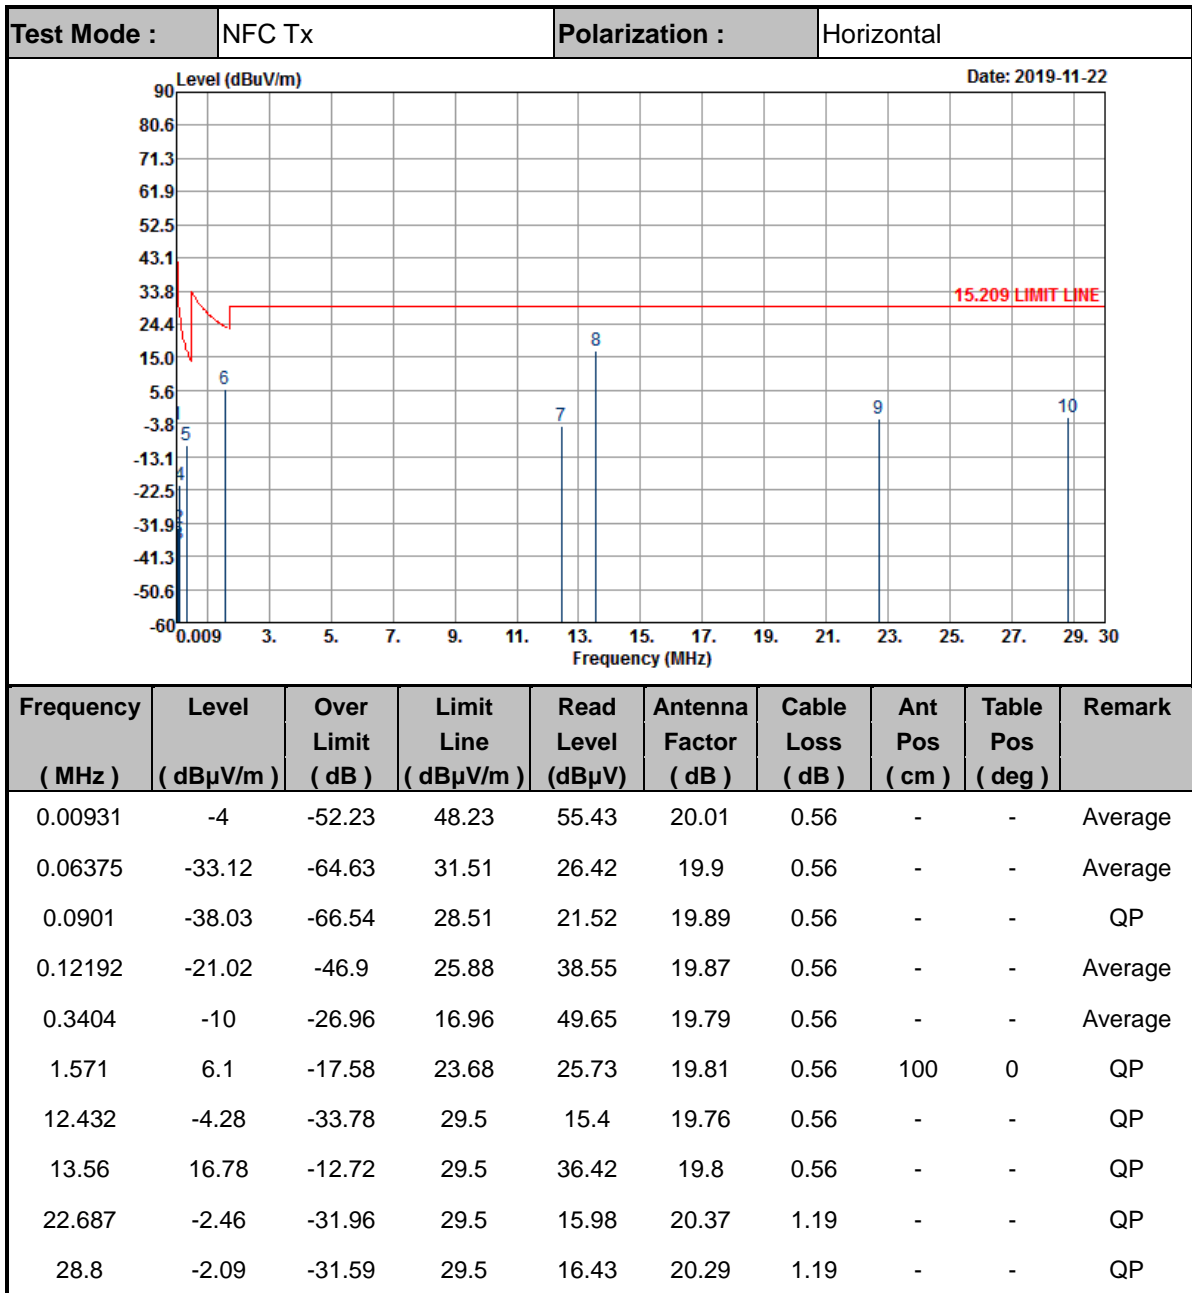 Test Mode : NFC Tx Polarization : Horizontal
Level (dBuV/m) Date: 2019-11-22
90
80.6
71.3
61.9
52.5
43.1
33.8
15.209 LIMIT LINE
24.4
8
15.0
6
5.6
1 7 9 10
-3.8
5
-13.1
4
-22.5
2
-31.9
3
-41.3
-50.6
-60
0.009 3. 5. 7. 9. 11. 13. 15. 17. 19. 21. 23. 25. 27. 29. 30
Frequency (MHz)
Frequency Level Over Limit Read Antenna Cable Ant Table Remark
Limit Line Level Factor Loss Pos Pos
( MHz ) ( dBµV/m ) ( dB ) ( dBµV/m ) (dBµV) ( dB ) ( dB ) ( cm ) ( deg )
0.00931 -4 -52.23 48.23 55.43 20.01 0.56 - - Average
0.06375 -33.12 -64.63 31.51 26.42 19.9 0.56 - - Average
0.0901 -38.03 -66.54 28.51 21.52 19.89 0.56 - - QP
0.12192 -21.02 -46.9 25.88 38.55 19.87 0.56 - - Average
0.3404 -10 -26.96 16.96 49.65 19.79 0.56 - - Average
1.571 6.1 -17.58 23.68 25.73 19.81 0.56 100 0 QP
12.432 -4.28 -33.78 29.5 15.4 19.76 0.56 - - QP
13.56 16.78 -12.72 29.5 36.42 19.8 0.56 - - QP
22.687 -2.46 -31.96 29.5 15.98 20.37 1.19 - - QP
28.8 -2.09 -31.59 29.5 16.43 20.29 1.19 - - QP